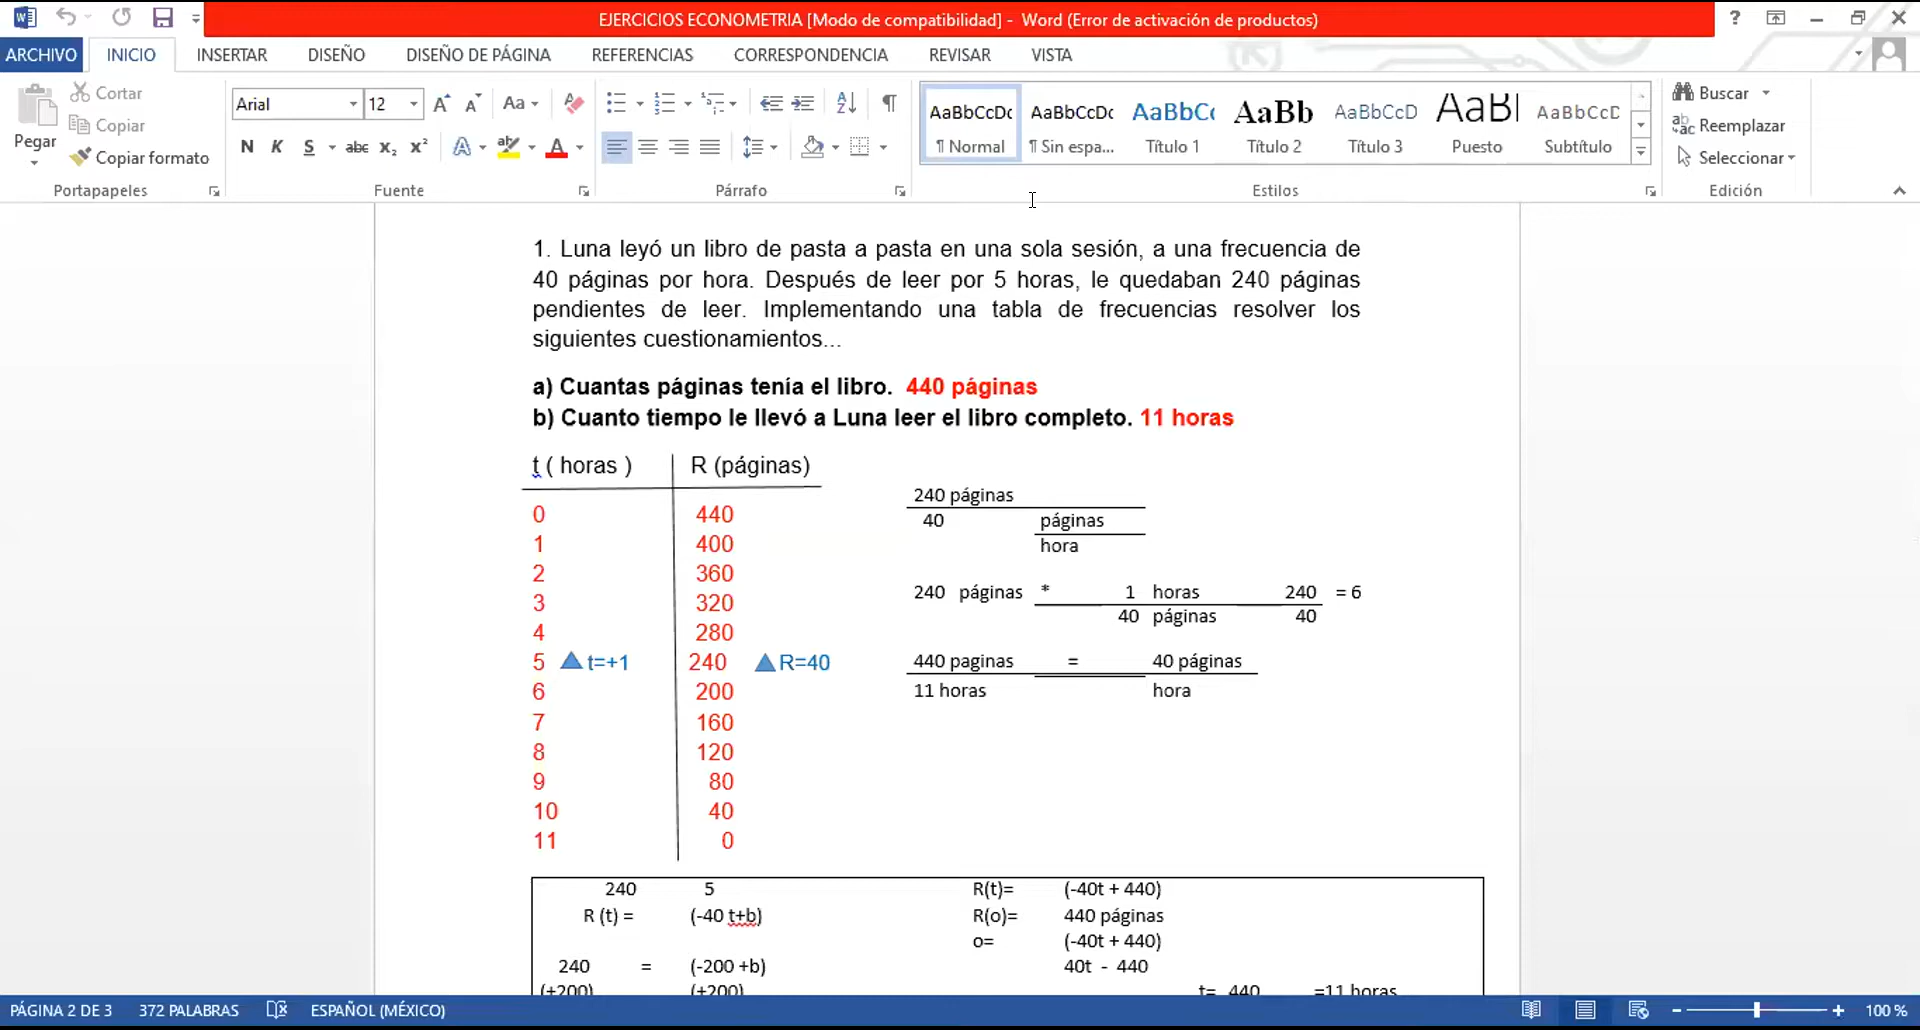 EJERCICIOS ECONOMETRIA [Modo de compatibilidad] - Word (Error de activación de productos)
ARCHIVO INICIO INSERTAR DISEÑO DISEÑO DE PÁGINA REFERENCIAS CORRESPONDENCIA REVISAR VISTA
Pegar
Cortar
Copiar
Copiar formato
Portapapeles
Arial 12
N K S abc x₂ x²
Fuente
Párrafo
AaBbCcDc AaBbCcDc AaBbC AaBb AaBbCcD AaBl AaBbCcD
¶ Normal ¶ Sin espa... Título 1 Título 2 Título 3 Puesto Subtítulo
Estilos
Buscar
Reemplazar
Seleccionar
Edición
1. Luna leyó un libro de pasta a pasta en una sola sesión, a una frecuencia de
40 páginas por hora. Después de leer por 5 horas, le quedaban 240 páginas
pendientes de leer. Implementando una tabla de frecuencias resolver los
siguientes cuestionamientos...
a) Cuantas páginas tenía el libro. 440 páginas
b) Cuanto tiempo le llevó a Luna leer el libro completo. 11 horas
t ( horas ) R (páginas)
0 440
1 400
2 360
3 320
4 280
5 t=+1 240 R=40
6 200
7 160
8 120
9 80
10 40
11 0
240 páginas
40 páginas
hora
240 páginas * 1 horas 240 = 6
40 páginas 40
440 paginas = 40 páginas
11 horas hora
240 5 R(t)= (-40t + 440)
R (t) = (-40 t+b) R(o)= 440 páginas
o= (-40t + 440)
240 = (-200 +b) 40t - 440
(+200) (+200) t= 440 =11 horas
PÁGINA 2 DE 3 372 PALABRAS ESPAÑOL (MÉXICO) 100 %